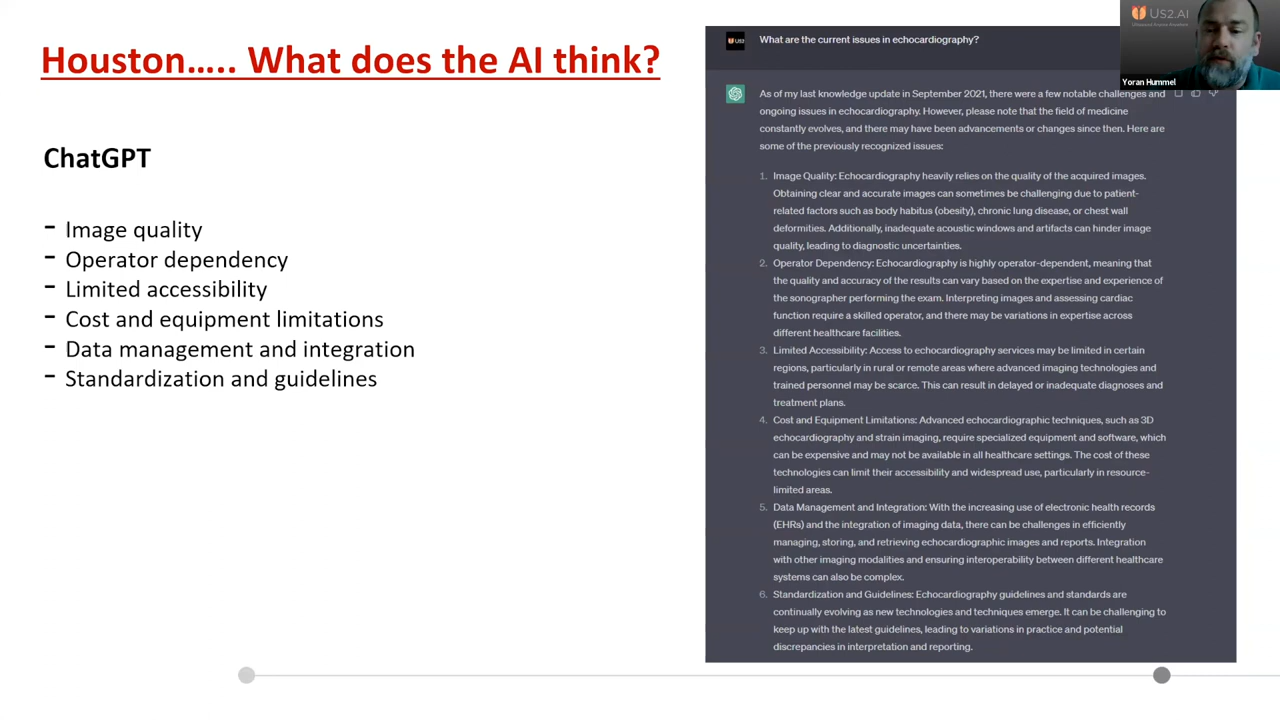 Houston….. What does the AI think?
ChatGPT
- Image quality
- Operator dependency
- Limited accessibility
- Cost and equipment limitations
- Data management and integration
- Standardization and guidelines
What are the current issues in echocardiography?
As of my last knowledge update in September 2021, there were a few notable challenges and
ongoing issues in echocardiography. However, please note that the field of medicine
constantly evolves, and there may have been advancements or changes since then. Here are
some of the previously recognized issues:
1. Image Quality: Echocardiography heavily relies on the quality of the acquired images.
Obtaining clear and accurate images can sometimes be challenging due to patient-
related factors such as body habitus (obesity), chronic lung disease, or chest wall
deformities. Additionally, inadequate acoustic windows and artifacts can hinder image
quality, leading to diagnostic uncertainties.
2. Operator Dependency: Echocardiography is highly operator-dependent, meaning that
the quality and accuracy of the results can vary based on the expertise and experience of
the sonographer performing the exam. Interpreting images and assessing cardiac
function require a skilled operator, and there may be variations in expertise across
different healthcare facilities.
3. Limited Accessibility: Access to echocardiography services may be limited in certain
regions, particularly in rural or remote areas where advanced imaging technologies and
trained personnel may be scarce. This can result in delayed or inadequate diagnoses and
treatment plans.
4. Cost and Equipment Limitations: Advanced echocardiographic techniques, such as 3D
echocardiography and strain imaging, require specialized equipment and software, which
can be expensive and may not be available in all healthcare settings. The cost of these
technologies can limit their accessibility and widespread use, particularly in resource-
limited areas.
5. Data Management and Integration: With the increasing use of electronic health records
(EHRs) and the integration of imaging data, there can be challenges in efficiently
managing, storing, and retrieving echocardiographic images and reports. Integration
with other imaging modalities and ensuring interoperability between different healthcare
systems can also be complex.
6. Standardization and Guidelines: Echocardiography guidelines and standards are
continually evolving as new technologies and techniques emerge. It can be challenging to
keep up with the latest guidelines, leading to variations in practice and potential
discrepancies in interpretation and reporting.
US2.AI
Yoran Hummel